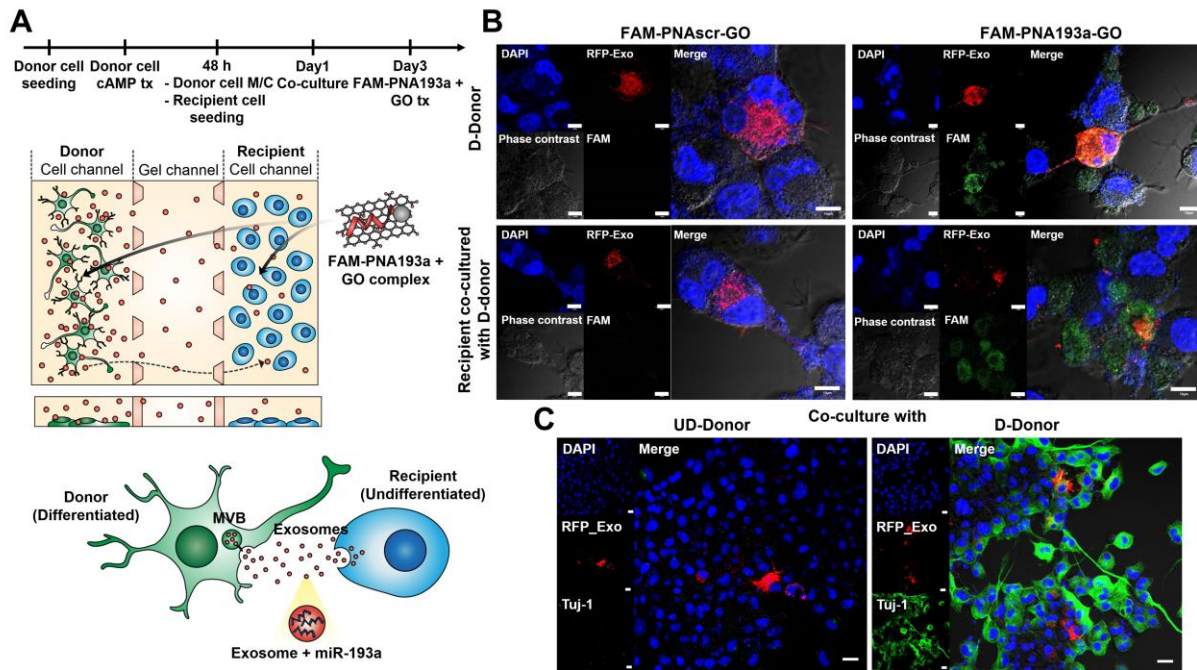 A
Donor cell
seeding
Donor cell
cAMP tx
48 h
- Donor cell M/C
- Recipient cell
seeding
Day1
Co-culture
Day3
FAM-PNA193a +
GO tx
Donor
Cell channel
Gel channel
Recipient
Cell channel
FAM-PNA193a +
GO complex
Donor
(Differentiated)
MVB
Exosomes
Recipient
(Undifferentiated)
Exosome + miR-193a
B
FAM-PNAscr-GO
FAM-PNA193a-GO
D-Donor
DAPI
RFP-Exo
Merge
Phase contrast
FAM
DAPI
RFP-Exo
Merge
Phase contrast
FAM
Recipient co-cultured
with D-donor
DAPI
RFP-Exo
Merge
Phase contrast
FAM
DAPI
RFP-Exo
Merge
Phase contrast
FAM
C
Co-culture with
UD-Donor
D-Donor
DAPI
Merge
RFP_Exo
Tuj-1
DAPI
Merge
RFP_Exo
Tuj-1